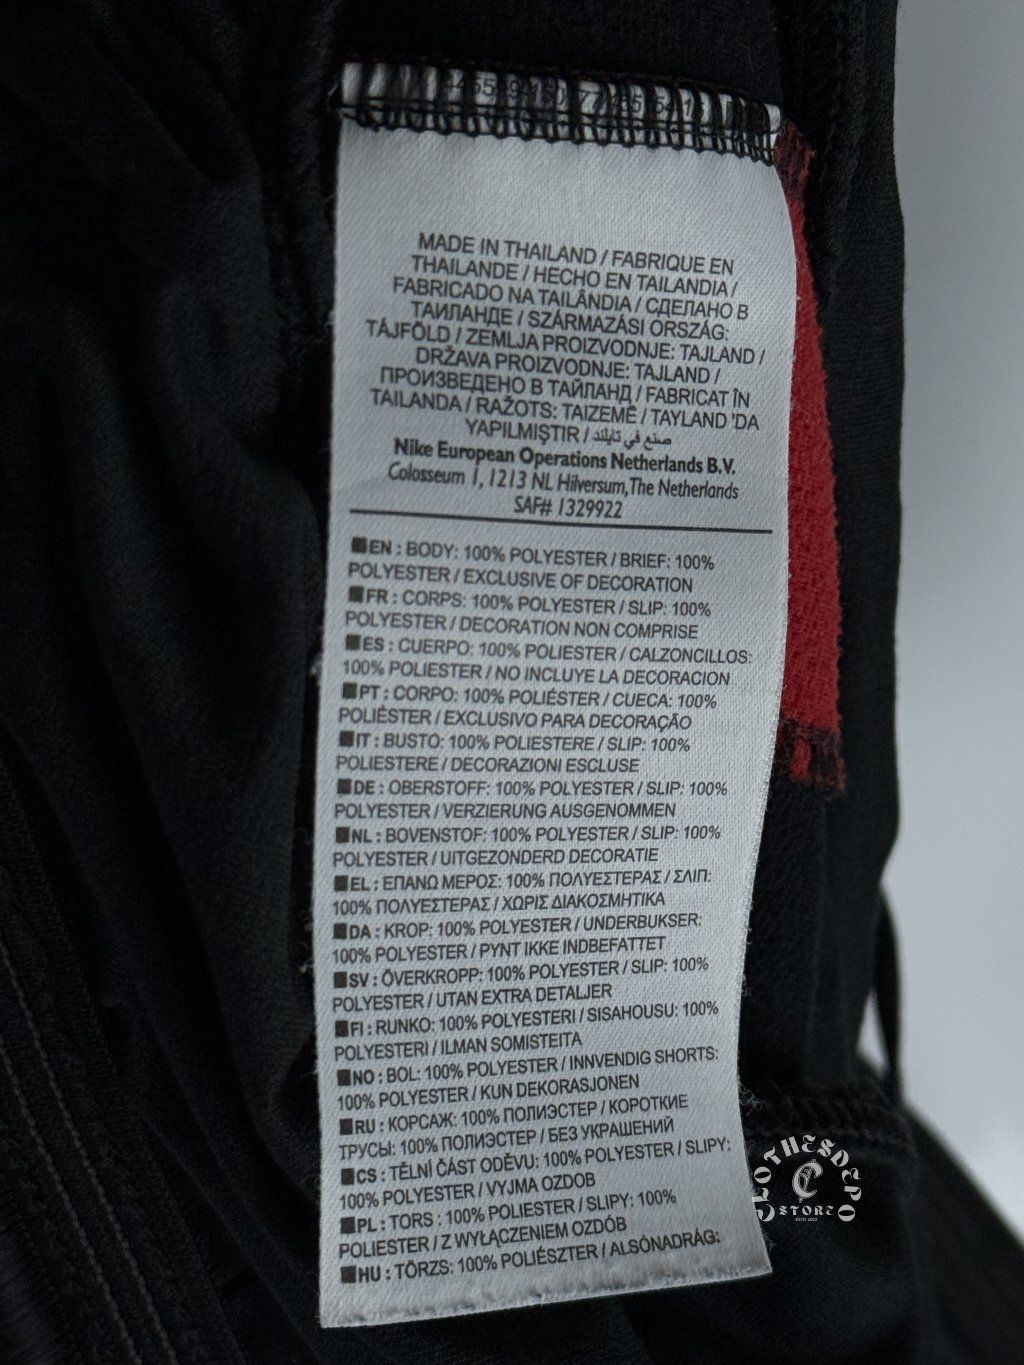 MADE IN THAILAND / FABRIQUE EN
THAILANDE / HECHO EN TAILANDIA /
FABRICADO NA TAILÂNDIA / СДЕЛАНО В
ТАИЛАНДЕ / SZÁRMAZÁSI ORSZÁG:
TÁJFÖLD / ZEMLJA PROIZVODNJE: TAJLAND /
DRŽAVA PROIZVODNJE: TAJLAND /
ПРОИЗВЕДЕНО В ТАЙЛАНД / FABRICAT ÎN
TAILANDA / RAŽOTS: TAIZEMĒ / TAYLAND 'DA
YAPILMIŞTIR / صنع في تايلند
Nike European Operations Netherlands B.V.
Colosseum 1, 1213 NL Hilversum, The Netherlands
SAF# 1329922
EN : BODY: 100% POLYESTER / BRIEF: 100%
POLYESTER / EXCLUSIVE OF DECORATION
FR : CORPS: 100% POLYESTER / SLIP: 100%
POLYESTER / DECORATION NON COMPRISE
ES : CUERPO: 100% POLIESTER / CALZONCILLOS:
100% POLIESTER / NO INCLUYE LA DECORACION
PT : CORPO: 100% POLIÉSTER / CUECA: 100%
POLIÉSTER / EXCLUSIVO PARA DECORAÇÃO
IT : BUSTO: 100% POLIESTERE / SLIP: 100%
POLIESTERE / DECORAZIONI ESCLUSE
DE : OBERSTOFF: 100% POLYESTER / SLIP: 100%
POLYESTER / VERZIERUNG AUSGENOMMEN
NL : BOVENSTOF: 100% POLYESTER / SLIP: 100%
POLYESTER / UITGEZONDERD DECORATIE
EL : ΕΠΑΝΩ ΜΕΡΟΣ: 100% ΠΟΛΥΕΣΤΕΡΑΣ / ΣΛΙΠ:
100% ΠΟΛΥΕΣΤΕΡΑΣ / ΧΩΡΙΣ ΔΙΑΚΟΣΜΗΤΙΚΑ
DA : KROP: 100% POLYESTER / UNDERBUKSER:
100% POLYESTER / PYNT IKKE INDBEFATTET
SV : ÖVERKROPP: 100% POLYESTER / SLIP: 100%
POLYESTER / UTAN EXTRA DETALJER
FI : RUNKO: 100% POLYESTERI / SISAHOUSU: 100%
POLYESTERI / ILMAN SOMISTEITA
NO : BOL: 100% POLYESTER / INNVENDIG SHORTS:
100% POLYESTER / KUN DEKORASJONEN
RU : КОРСАЖ: 100% ПОЛИЭСТЕР / КОРОТКИЕ
ТРУСЫ: 100% ПОЛИЭСТЕР / БЕЗ УКРАШЕНИЙ
CS : TĚLNÍ ČÁST ODĚVU: 100% POLYESTER / SLIPY:
100% POLYESTER / VYJMA OZDOB
PL : TORS : 100% POLIESTER / SLIPY: 100%
POLIESTER / Z WYŁĄCZENIEM OZDÓB
HU : TÖRZS: 100% POLIÉSZTER / ALSÓNADRÁG:
CLOTHESDEPO
STORE
ESTD 2022